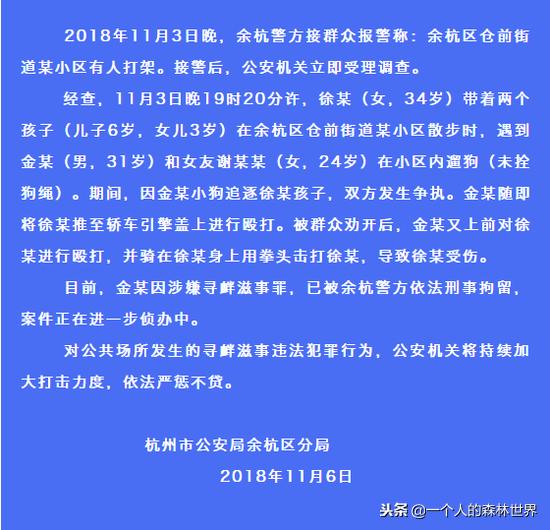 2018年11月3日晚，余杭警方接群众报警称：余杭区仓前街
道某小区有人打架。接警后，公安机关立即受理调查。
经查，11月3日晚19时20分许，徐某（女，34岁）带着两个
孩子（儿子6岁，女儿3岁）在余杭区仓前街道某小区散步时，遇到
金某（男，31岁）和女友谢某某（女，24岁）在小区内遛狗（未拴
狗绳）。期间，因金某小狗追逐徐某孩子，双方发生争执。金某随即
将徐某推至轿车引擎盖上进行殴打。被群众劝开后，金某又上前对徐
某进行殴打，并骑在徐某身上用拳头击打徐某，导致徐某受伤。
目前，金某因涉嫌寻衅滋事罪，已被余杭警方依法刑事拘留，
案件正在进一步侦办中。
对公共场所发生的寻衅滋事违法犯罪行为，公安机关将持续加
大打击力度，依法严惩不贷。
杭州市公安局余杭区分局
2018年11月6日
头条@一个人的森林世界